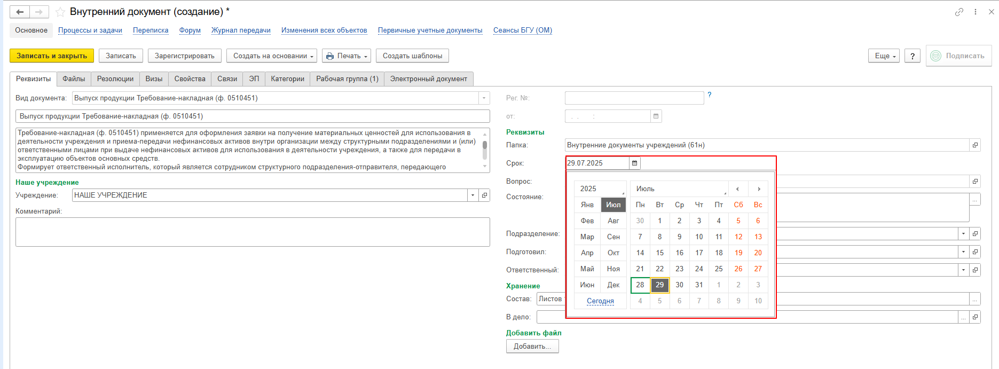 Внутренний документ (создание) *
Основное Процессы и задачи Переписка Форум Журнал передачи Изменения всех объектов Первичные учетные документы Сеансы БГУ (ОМ)
Записать и закрыть Записать Зарегистрировать Создать на основании Печать Создать шаблоны Еще ? Подписать
Реквизиты Файлы Резолюции Визы Свойства Связи ЭП Категории Рабочая группа (1) Электронный документ
Вид документа: Выпуск продукции Требование-накладная (ф. 0510451)
Выпуск продукции Требование-накладная (ф. 0510451)
Требование-накладная (ф. 0510451) применяется для оформления заявки на получение материальных ценностей для использования в
деятельности учреждения и приема-передачи нефинансовых активов внутри организации между структурными подразделениями и (или)
ответственными лицами при выдаче нефинансовых активов для использования в деятельности учреждения, а также для передачи в
эксплуатацию объектов основных средств.
Формирует ответственный исполнитель, который является сотрудником структурного подразделения-отправителя, передающего
Наше учреждение
Учреждение: НАШЕ УЧРЕЖДЕНИЕ
Комментарий:
Рег. №: ?
от: . . :
Реквизиты
Папка: Внутренние документы учреждений (61н)
Срок: 29.07.2025
Вопрос:
Состояние: ...
Подразделение:
Подготовил:
Ответственный:
2025 Июль
Янв Июл Пн Вт Ср Чт Пт Сб Вс
Фев Авг 30 1 2 3 4 5 6
Мар Сен 7 8 9 10 11 12 13
Апр Окт 14 15 16 17 18 19 20
Май Ноя 21 22 23 24 25 26 27
Июн Дек 28 29 30 31 1 2 3
Сегодня 4 5 6 7 8 9 10
Хранение
Состав: Листов ...
В дело: ...
Добавить файл
Добавить...